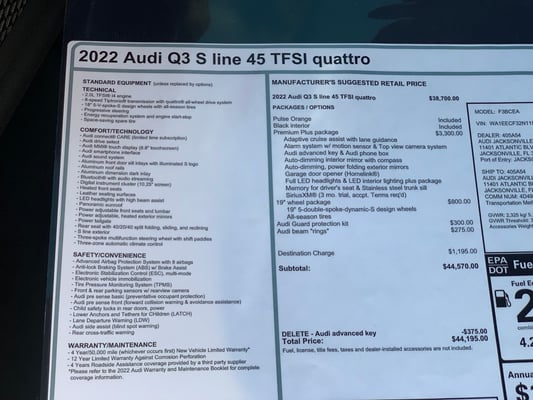 2022 Audi Q3 S line 45 TFSI quattro
STANDARD EQUIPMENT (unless replaced by options)
TECHNICAL
- 2.0L TFSI® I4 engine
- 8-speed Tiptronic® transmission with quattro® all-wheel drive system
- 18" 5-V-spoke-design wheels with all-season tires
- Progressive steering
- Energy recuperation system and engine start-stop
- Space-saving spare tire
COMFORT/TECHNOLOGY
- Audi connect® CARE (limited time subscription)
- Audi drive select
- Audi MMI® touch display (8.8" touchscreen)
- Audi smartphone interface
- Audi sound system
- Aluminum front door sill inlays with illuminated S logo
- Aluminum roof rails
- Aluminum dimension dark inlay
- Bluetooth® with audio streaming
- Digital instrument cluster (10.25" screen)
- Heated front seats
- Leather seating surfaces
- LED headlights with high beam assist
- Panoramic sunroof
- Power adjustable front seats and lumbar
- Power adjustable, heated exterior mirrors
- Power tailgate
- Rear seat with 40/20/40 split folding, sliding, and reclining
- S line exterior
- Three-spoke multifunction steering wheel with shift paddles
- Three-zone automatic climate control
SAFETY/CONVENIENCE
- Advanced Airbag Protection System with 8 airbags
- Anti-lock Braking System (ABS) w/ Brake Assist
- Electronic Stabilization Control (ESC), multi-mode
- Electronic vehicle immobilization
- Tire Pressure Monitoring System (TPMS)
- Front & rear parking sensors w/ rearview camera
- Audi pre sense basic (preventative occupant protection)
- Audi pre sense front (forward collision warning & avoidance assistance)
- Child safety locks in rear doors, power
- Lower Anchors and Tethers for Children (LATCH)
- Lane Departure Warning (LDW)
- Audi side assist (blind spot warning)
- Rear cross-traffic warning
WARRANTY/MAINTENANCE
- 4 Year/50,000 mile (whichever occurs first) New Vehicle Limited Warranty*
- 12 Year Limited Warranty Against Corrosion Perforation
- 4 Years Roadside Assistance coverage provided by a third party supplier
*Please refer to the 2022 Audi Warranty and Maintenance Booklet for complete
coverage information.
MANUFACTURER'S SUGGESTED RETAIL PRICE
2022 Audi Q3 S line 45 TFSI quattro $38,700.00
PACKAGES / OPTIONS
Pulse Orange Included
Black interior Included
Premium Plus package $3,300.00
Adaptive cruise assist with lane guidance
Alarm system w/ motion sensor & Top view camera system
Audi advanced key & Audi phone box
Auto-dimming interior mirror with compass
Auto-dimming, power folding exterior mirrors
Garage door opener (Homelink®)
Full LED headlights & LED interior lighting plus package
Memory for driver's seat & Stainless steel trunk sill
SiriusXM® (3 mo. trial, accpt. Terms req'd)
19" wheel package $800.00
19" 5-double-spoke-dynamic-S design wheels
All-season tires
Audi Guard protection kit $300.00
Audi beam "rings" $275.00
Destination Charge $1,195.00
Subtotal: $44,570.00
DELETE - Audi advanced key -$375.00
Total Price: $44,195.00
Fuel, license, title fees, taxes and dealer-installed accessories are not included.
MODEL: F3BCEA
VIN: WA1EECF32N11
DEALER: 405A54
AUDI JACKSONVILLE
11401 ATLANTIC BLV
JACKSONVILLE, FL
Port of Entry: JACKSO
SHIP TO: 405A54
AUDI JACKSONVILLE
11401 ATLANTIC BLV
JACKSONVILLE, FL
COMM NUM:
Transportation Met
GVWR: 2,325 kg/ 5,
GVWR Threshold:
Accessories Weight
EPA
DOT
Fue
Fuel E
2
combi
4.2
Annua
$